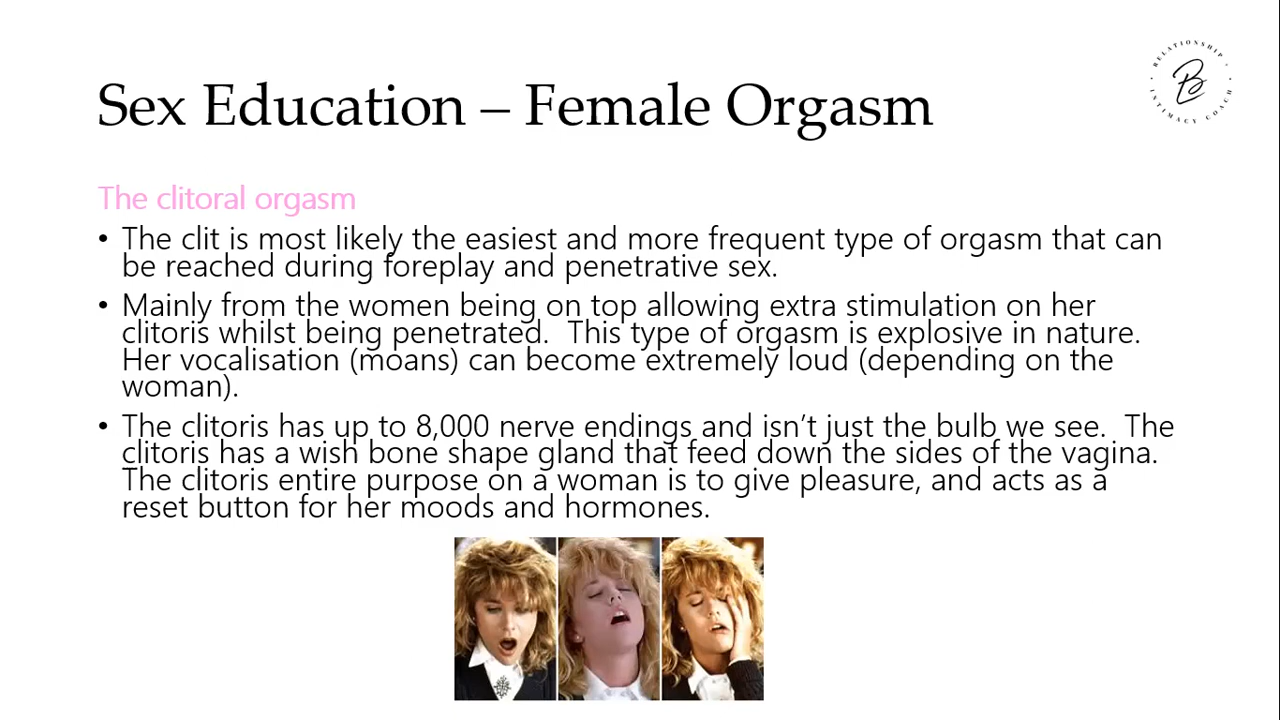 Sex Education – Female Orgasm
RELATIONSHIP
B
INTIMACY COACH
The clitoral orgasm
• The clit is most likely the easiest and more frequent type of orgasm that can
be reached during foreplay and penetrative sex.
• Mainly from the women being on top allowing extra stimulation on her
clitoris whilst being penetrated.  This type of orgasm is explosive in nature.
Her vocalisation (moans) can become extremely loud (depending on the
woman).
• The clitoris has up to 8,000 nerve endings and isn’t just the bulb we see.  The
clitoris has a wish bone shape gland that feed down the sides of the vagina.
The clitoris entire purpose on a woman is to give pleasure, and acts as a
reset button for her moods and hormones.